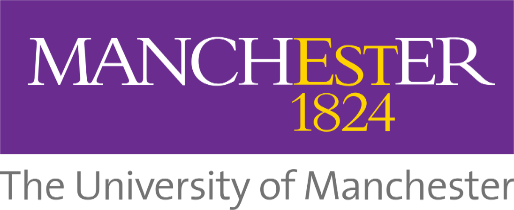 MANCHESTER
1824
The University of Manchester